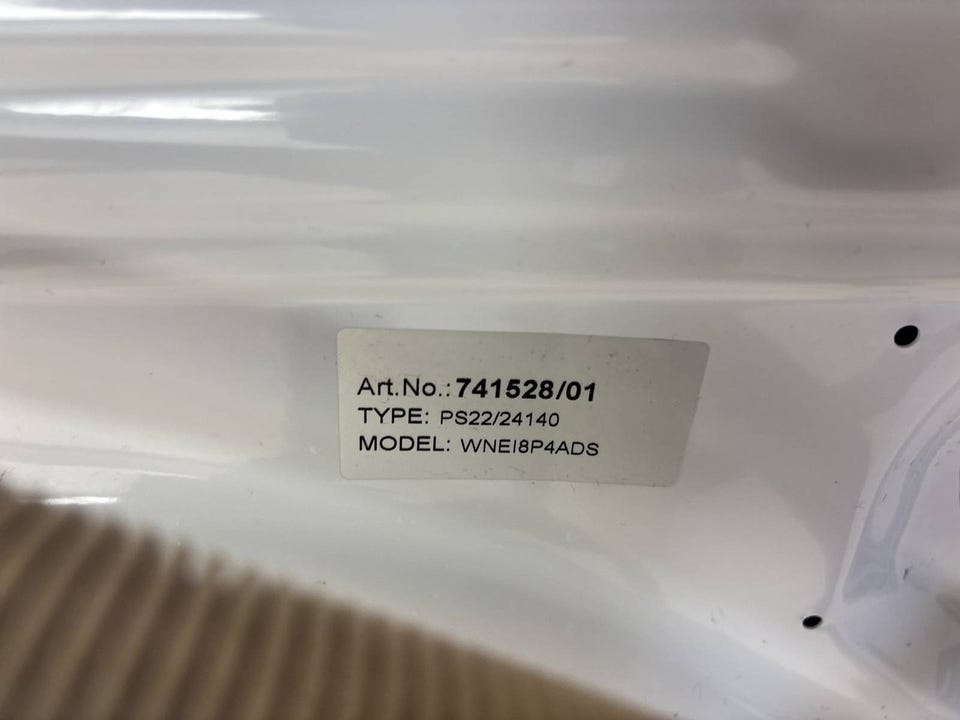 Art.No.: 741528/01
TYPE: PS22/24140
MODEL: WNEI8P4ADS